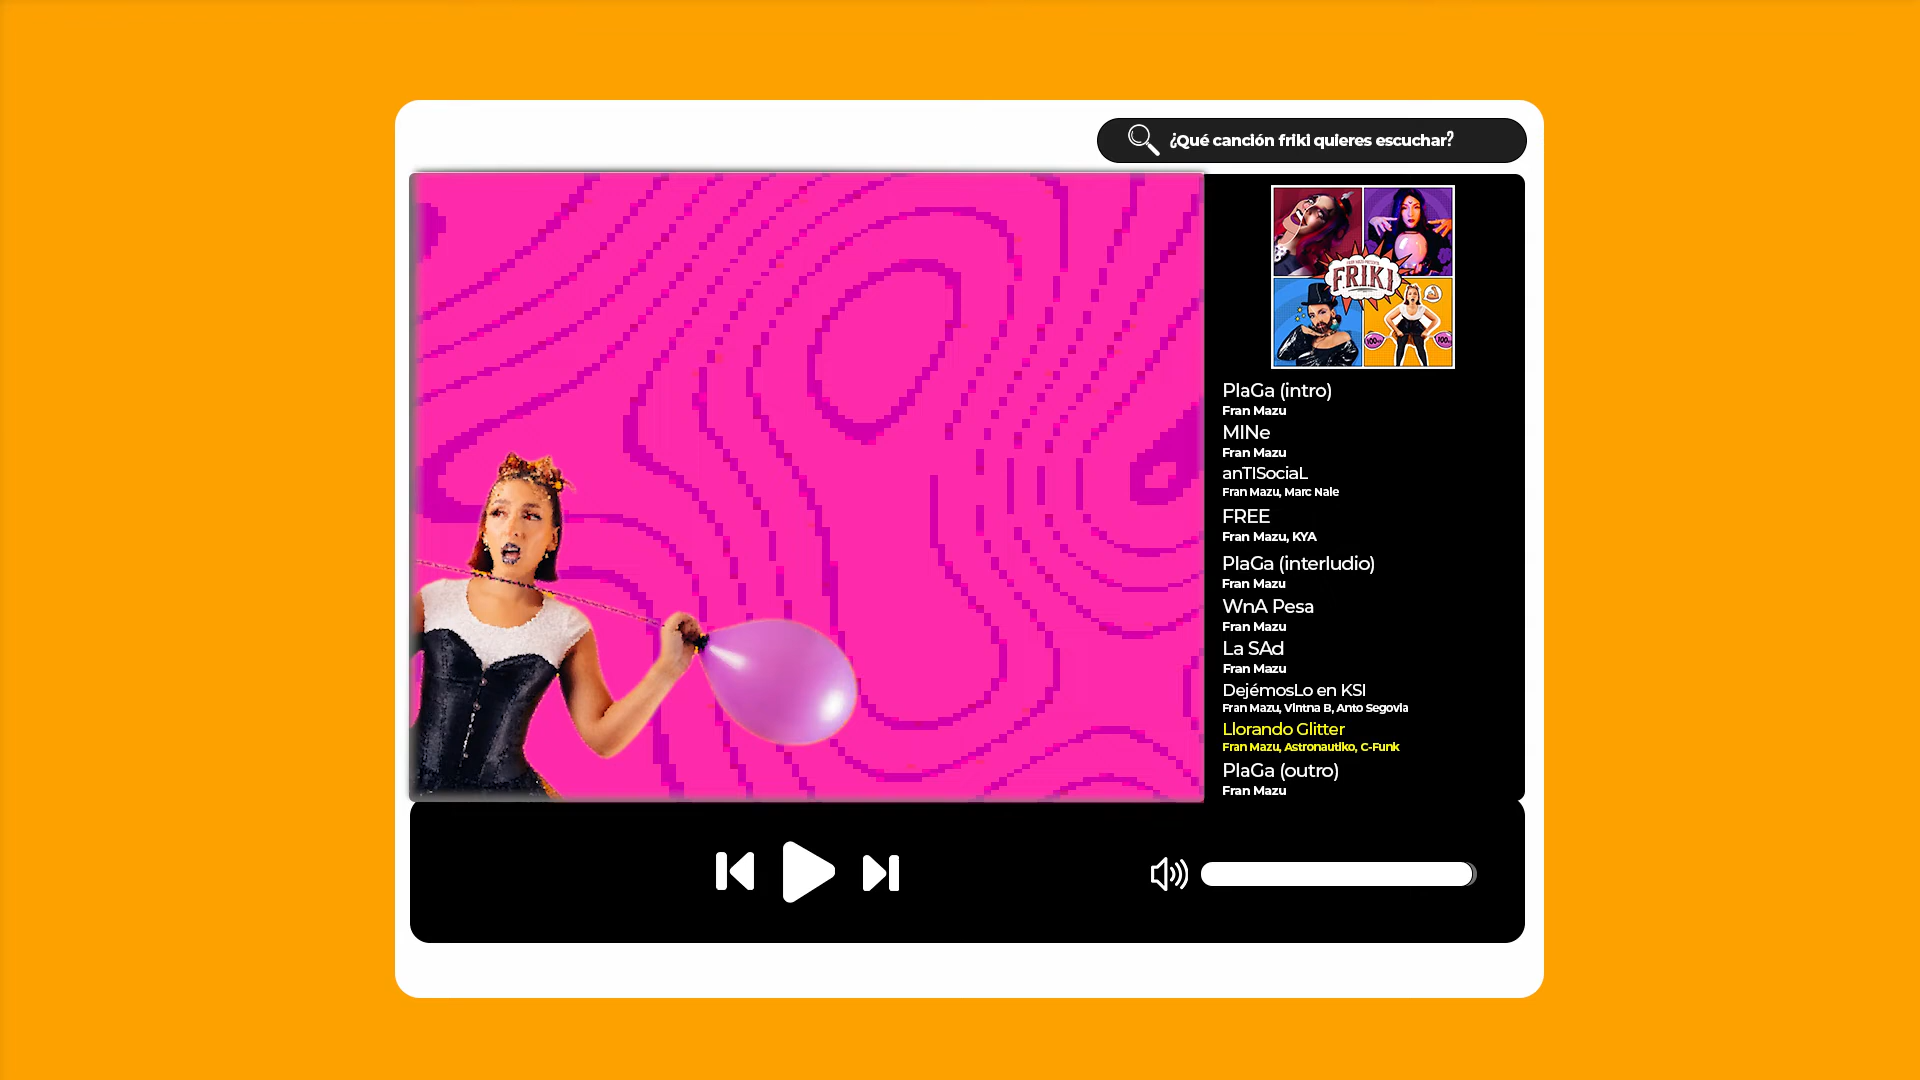 ¿Qué canción friki quieres escuchar?
FRIKI
100
100
PlaGa (intro)
Fran Mazu
MINe
Fran Mazu
anTISociaL
Fran Mazu, Marc Nale
FREE
Fran Mazu, KYA
PlaGa (interludio)
Fran Mazu
WnA Pesa
Fran Mazu
La SAd
Fran Mazu
DejémosLo en KSI
Fran Mazu, Vintna B, Anto Segovia
Llorando Glitter
Fran Mazu, Astronautiko, C-Funk
PlaGa (outro)
Fran Mazu